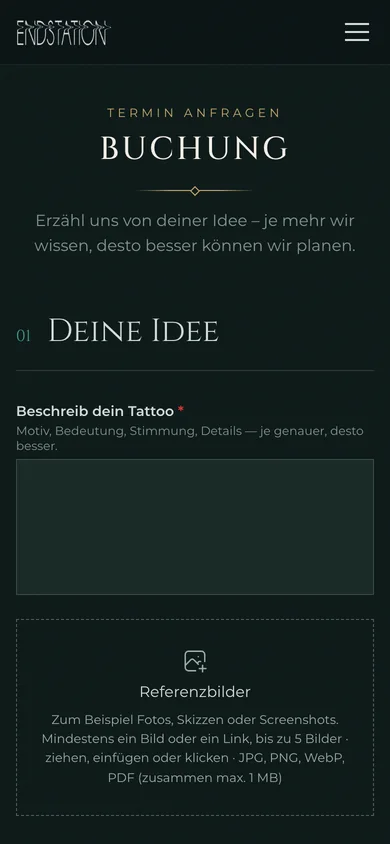 ENDSTATION
TERMIN ANFRAGEN
BUCHUNG
Erzähl uns von deiner Idee – je mehr wir
wissen, desto besser können wir planen.
01 DEINE IDEE
Beschreib dein Tattoo *
Motiv, Bedeutung, Stimmung, Details — je genauer, desto
besser.
Referenzbilder
Zum Beispiel Fotos, Skizzen oder Screenshots.
Mindestens ein Bild oder ein Link, bis zu 5 Bilder ·
ziehen, einfügen oder klicken · JPG, PNG, WebP,
PDF (zusammen max. 1 MB)